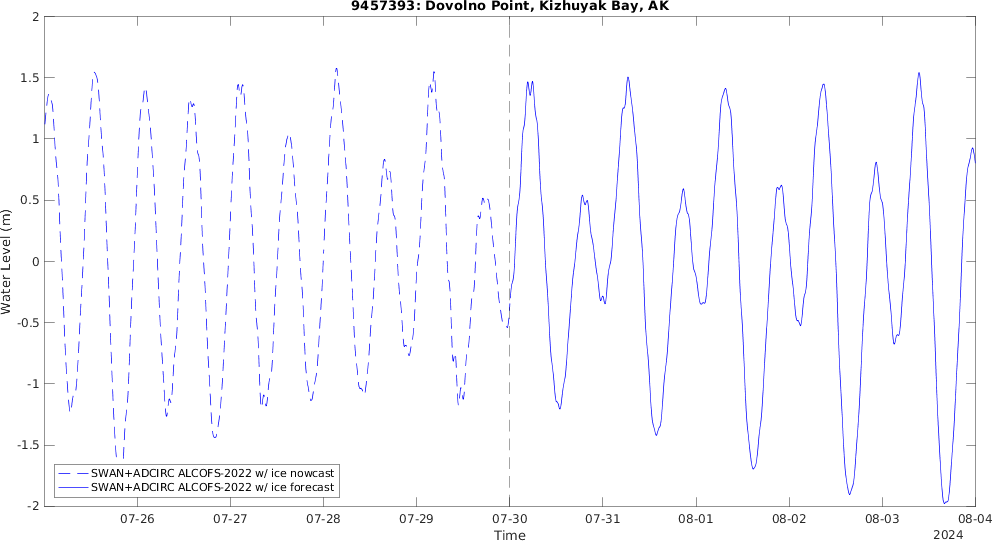 9457393: Dovolno Point, Kizhuyak Bay, AK
2
1.5
1
0.5
0
-0.5
-1
-1.5
-2
Water Level (m)
SWAN+ADCIRC ALCOFS-2022 w/ ice nowcast
SWAN+ADCIRC ALCOFS-2022 w/ ice forecast
07-26 07-27 07-28 07-29 07-30 07-31 08-01 08-02 08-03 08-04
Time
2024